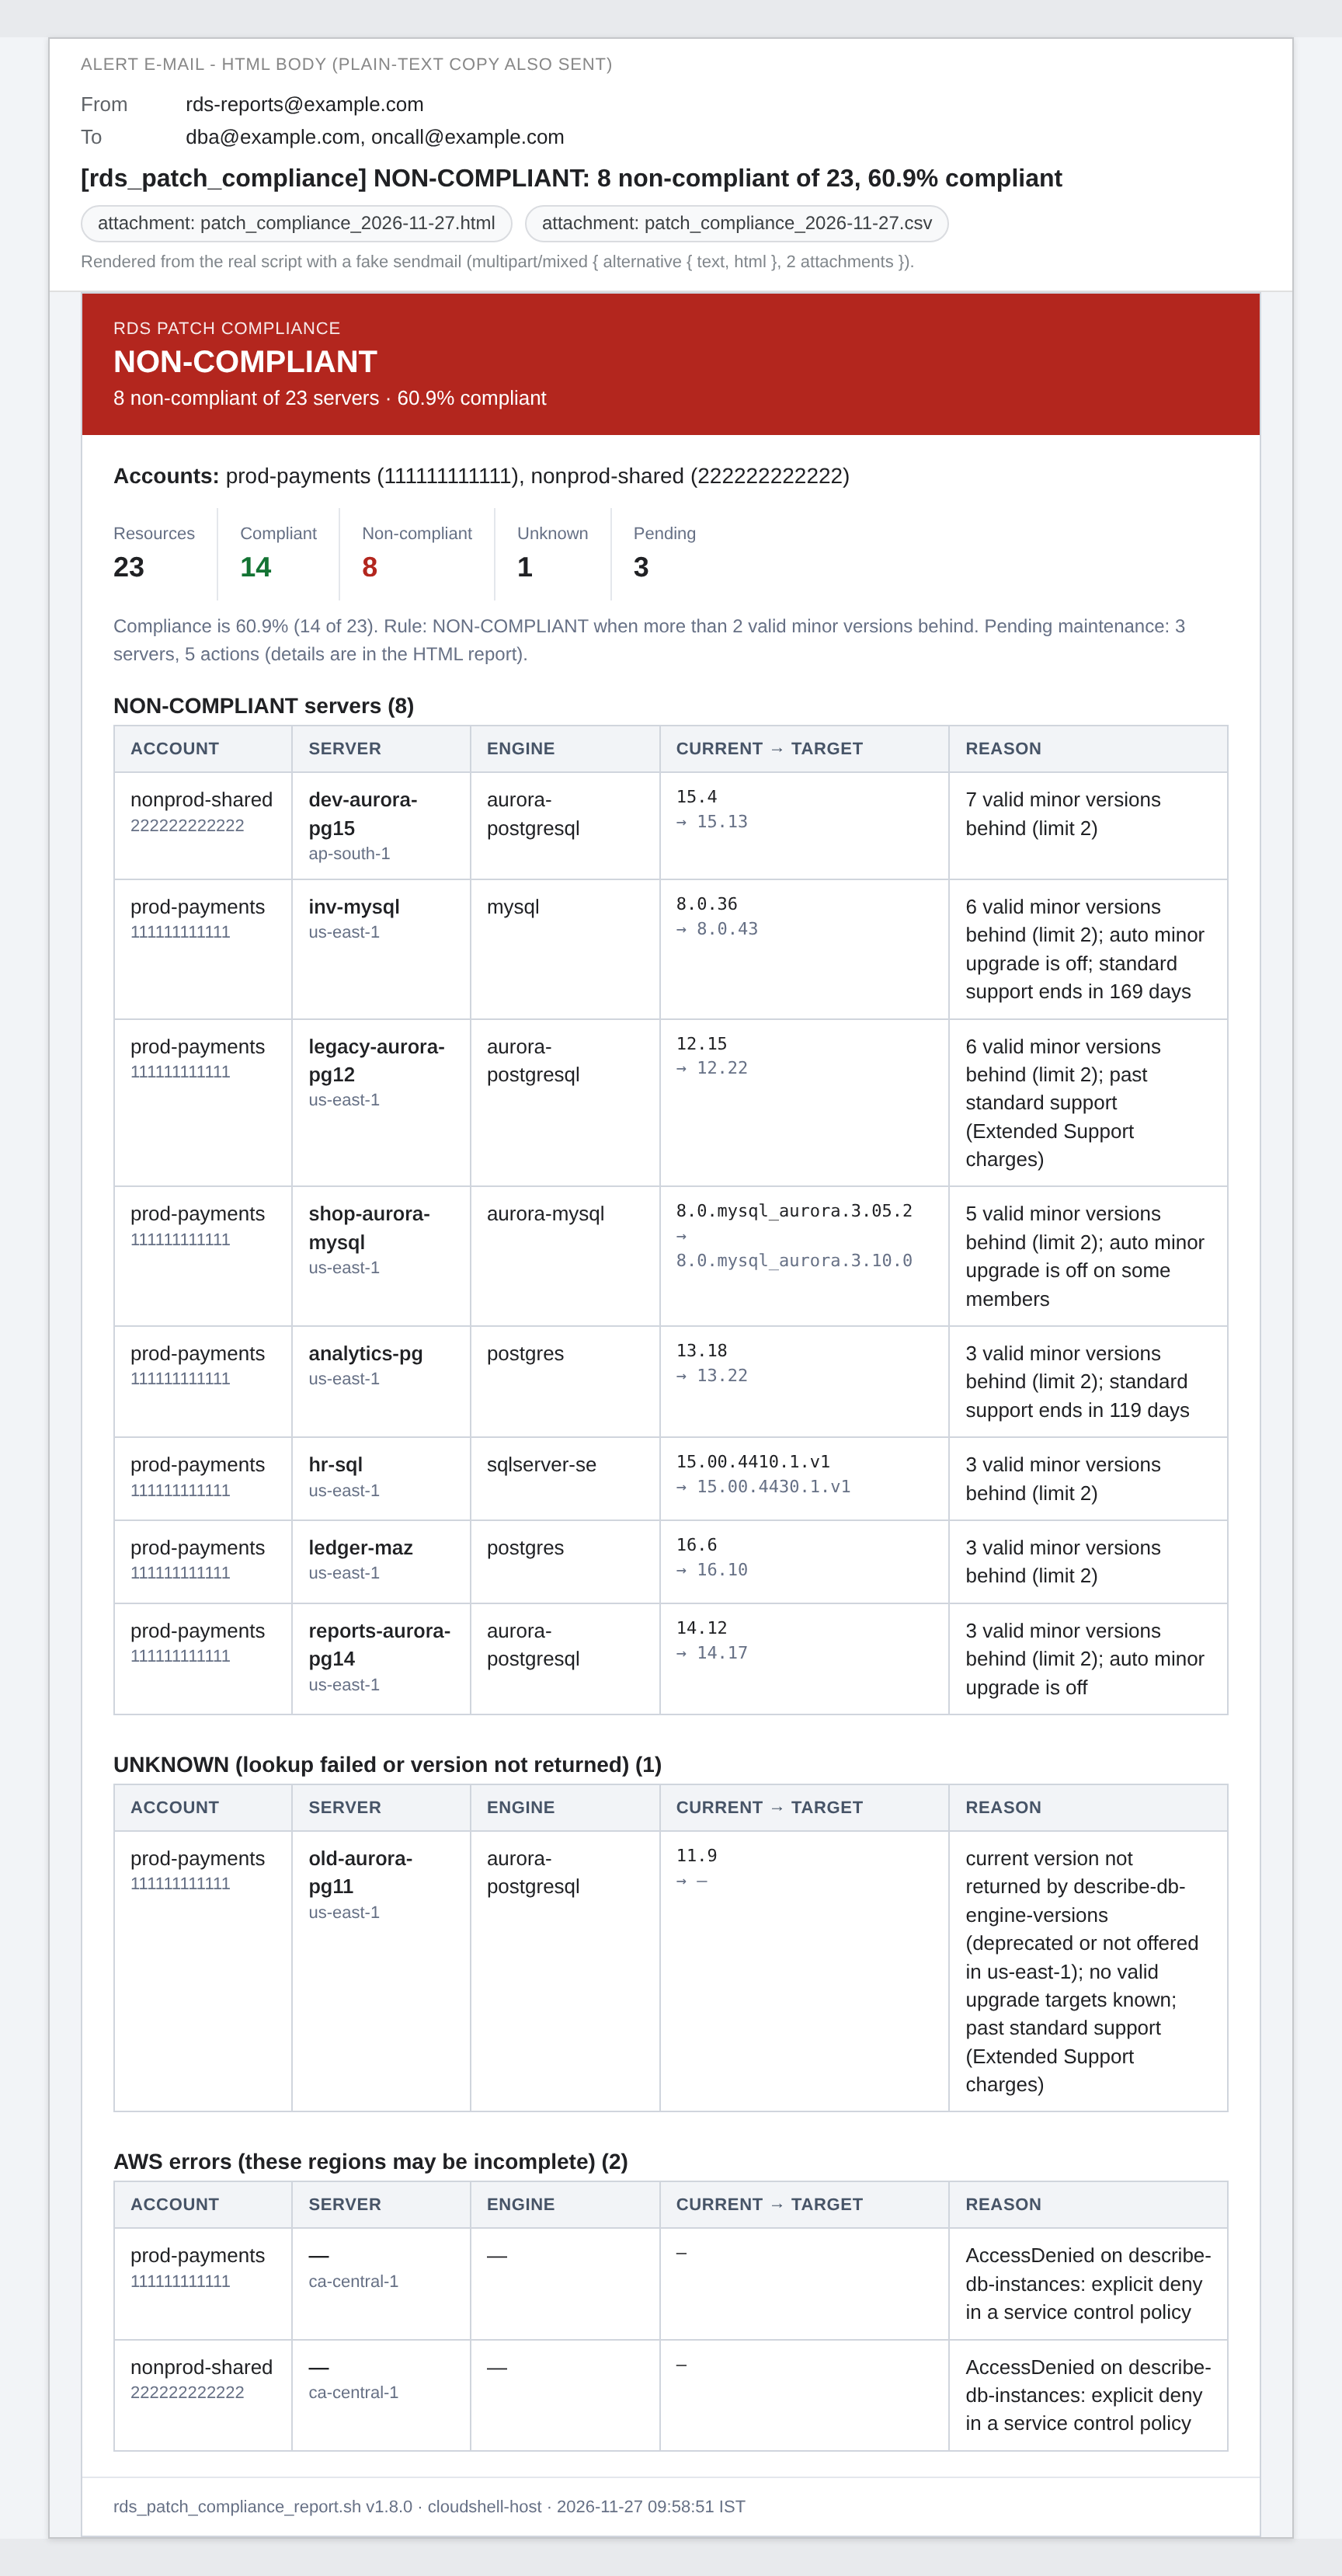 ALERT E-MAIL - HTML BODY (PLAIN-TEXT COPY ALSO SENT)
From rds-reports@example.com
To dba@example.com, oncall@example.com
[rds_patch_compliance] NON-COMPLIANT: 8 non-compliant of 23, 60.9% compliant
attachment: patch_compliance_2026-11-27.html attachment: patch_compliance_2026-11-27.csv
Rendered from the real script with a fake sendmail (multipart/mixed { alternative { text, html }, 2 attachments }).
RDS PATCH COMPLIANCE
NON-COMPLIANT
8 non-compliant of 23 servers · 60.9% compliant
Accounts: prod-payments (111111111111), nonprod-shared (222222222222)
Resources Compliant Non-compliant Unknown Pending
23 14 8 1 3
Compliance is 60.9% (14 of 23). Rule: NON-COMPLIANT when more than 2 valid minor versions behind. Pending maintenance: 3
servers, 5 actions (details are in the HTML report).
NON-COMPLIANT servers (8)
ACCOUNT SERVER ENGINE CURRENT → TARGET REASON
nonprod-shared
222222222222
dev-aurora-
pg15
ap-south-1
aurora-
postgresql
15.4
→ 15.13
7 valid minor versions
behind (limit 2)
prod-payments
111111111111
inv-mysql
us-east-1
mysql
8.0.36
→ 8.0.43
6 valid minor versions
behind (limit 2); auto minor
upgrade is off; standard
support ends in 169 days
prod-payments
111111111111
legacy-aurora-
pg12
us-east-1
aurora-
postgresql
12.15
→ 12.22
6 valid minor versions
behind (limit 2); past
standard support
(Extended Support
charges)
prod-payments
111111111111
shop-aurora-
mysql
us-east-1
aurora-mysql
8.0.mysql_aurora.3.05.2
→
8.0.mysql_aurora.3.10.0
5 valid minor versions
behind (limit 2); auto minor
upgrade is off on some
members
prod-payments
111111111111
analytics-pg
us-east-1
postgres
13.18
→ 13.22
3 valid minor versions
behind (limit 2); standard
support ends in 119 days
prod-payments
111111111111
hr-sql
us-east-1
sqlserver-se
15.00.4410.1.v1
→ 15.00.4430.1.v1
3 valid minor versions
behind (limit 2)
prod-payments
111111111111
ledger-maz
us-east-1
postgres
16.6
→ 16.10
3 valid minor versions
behind (limit 2)
prod-payments
111111111111
reports-aurora-
pg14
us-east-1
aurora-
postgresql
14.12
→ 14.17
3 valid minor versions
behind (limit 2); auto minor
upgrade is off
UNKNOWN (lookup failed or version not returned) (1)
ACCOUNT SERVER ENGINE CURRENT → TARGET REASON
prod-payments
111111111111
old-aurora-
pg11
us-east-1
aurora-
postgresql
11.9
→ —
current version not
returned by describe-db-
engine-versions
(deprecated or not offered
in us-east-1); no valid
upgrade targets known;
past standard support
(Extended Support
charges)
AWS errors (these regions may be incomplete) (2)
ACCOUNT SERVER ENGINE CURRENT → TARGET REASON
prod-payments
111111111111
—
ca-central-1
—
—
AccessDenied on describe-
db-instances: explicit deny
in a service control policy
nonprod-shared
222222222222
—
ca-central-1
—
—
AccessDenied on describe-
db-instances: explicit deny
in a service control policy
rds_patch_compliance_report.sh v1.8.0 · cloudshell-host · 2026-11-27 09:58:51 IST